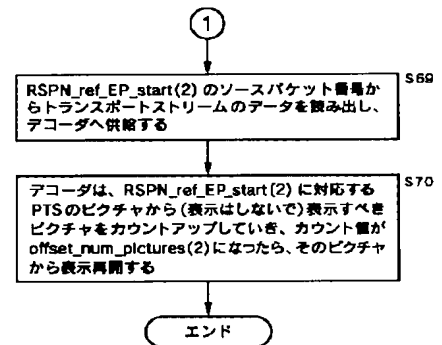 1
RSPN_ref_EP_start(2) のソースパケット番号か
らトランスポートストリームのデータを読み出し、
デコーダへ供給する
S69
デコーダは、RSPN_ref_EP_start(2) に対応する
PTSのピクチャから(表示はしないで)表示すべき
ピクチャをカウントアップしていき、カウント値が
offset_num_pictures(2)になったら、そのピクチャ
から表示再開する
S70
エンド